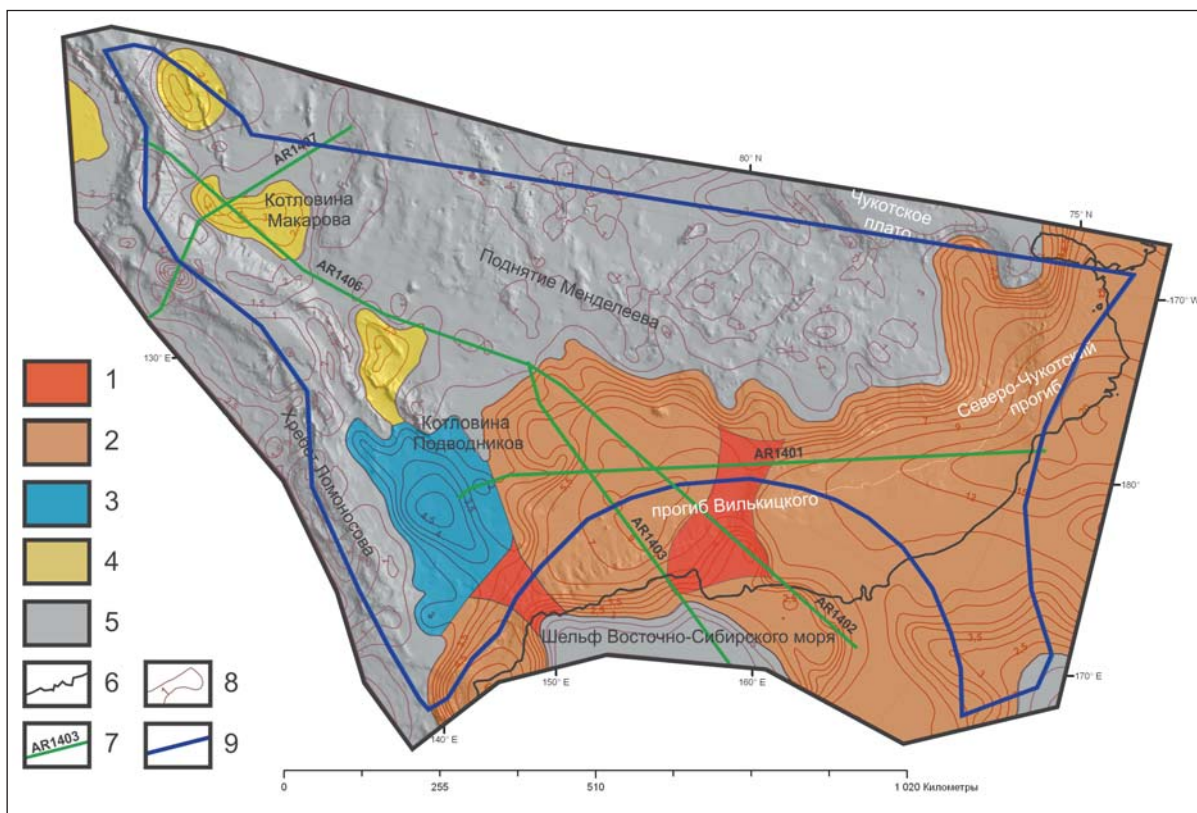 80° N
75° N
-170° W
180°
170° E
160° E
150° E
140° E
130° E
AR1407
Котловина
Макарова
AR1406
Поднятие Менделеева
Чукотское
плато
Северо-Чукотский
прогиб
Хребет Ломоносова
Котловина
Подводников
AR1401
прогиб Вилькицкого
AR1403
AR1402
Шельф Восточно-Сибирского моря
1
2
3
4
5
6
8
AR1403
7
9
0
255
510
1 020 Километры